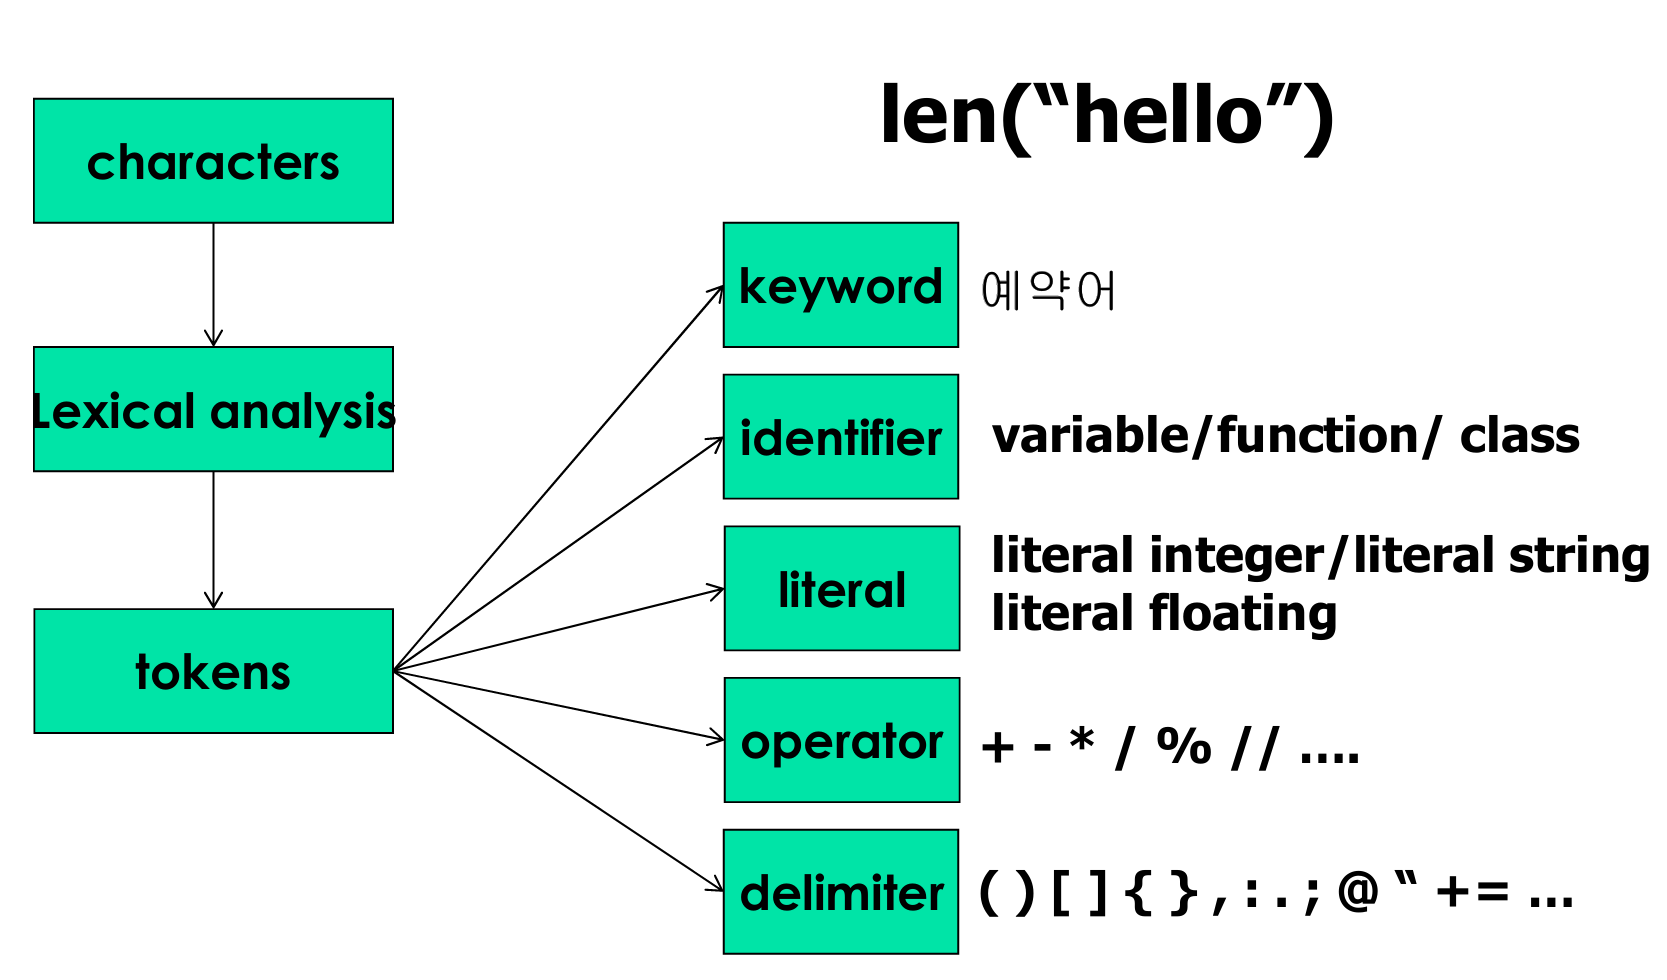 len(“hello”)
characters
Lexical analysis
tokens
keyword 예약어
identifier variable/function/ class
literal literal integer/literal string
literal floating
operator + - * / % // ....
delimiter ( ) [ ] { } , : . ; @ “ += ...